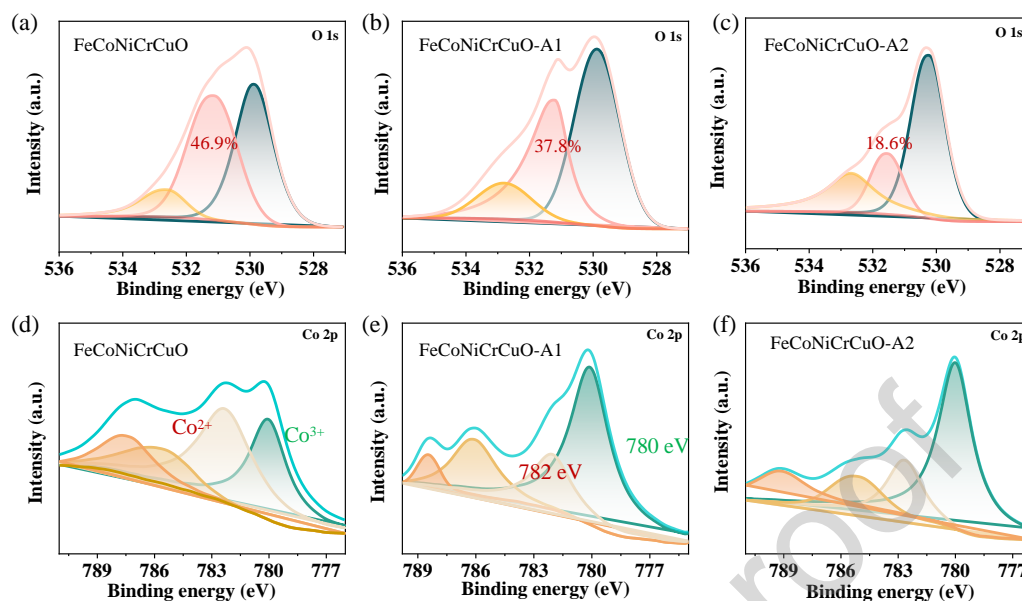 (a)
FeCoNiCrCuO
O 1s
46.9%
Intensity (a.u.)
536 534 532 530 528
Binding energy (eV)
(b)
FeCoNiCrCuO-A1
O 1s
37.8%
Intensity (a.u.)
536 534 532 530 528
Binding energy (eV)
(c)
FeCoNiCrCuO-A2
O 1s
18.6%
Intensity (a.u.)
536 534 532 530 528
Binding energy (eV)
(d)
FeCoNiCrCuO
Co 2p
Co²⁺
Co³⁺
Intensity (a.u.)
789 786 783 780 777
Binding energy (eV)
(e)
FeCoNiCrCuO-A1
Co 2p
782 eV
780 eV
Intensity (a.u.)
789 786 783 780 777
Binding energy (eV)
(f)
FeCoNiCrCuO-A2
Co 2p
Intensity (a.u.)
789 786 783 780 777
Binding energy (eV)
roof